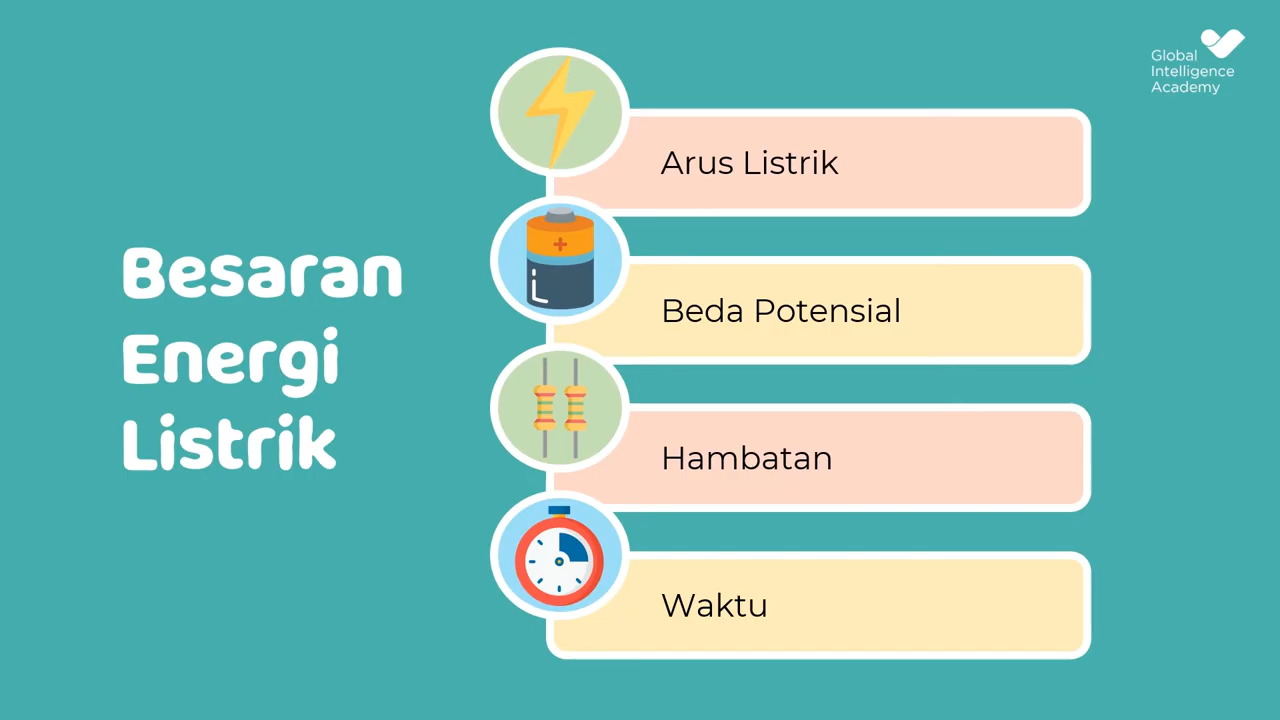 Global
Intelligence
Academy
Besaran
Energi
Listrik
Arus Listrik
Beda Potensial
Hambatan
Waktu